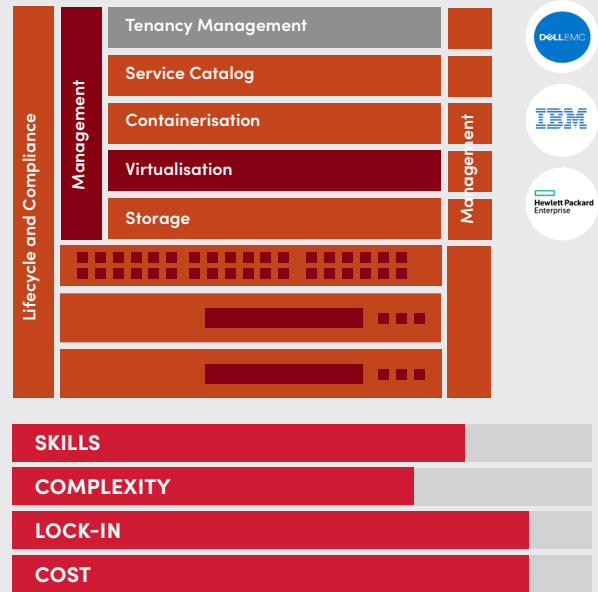 Lifecycle and Compliance
Management
Tenancy Management
Service Catalog
Containerisation
Virtualisation
Storage
Management
DELLEMC
IBM
Hewlett Packard
Enterprise
SKILLS
COMPLEXITY
LOCK-IN
COST